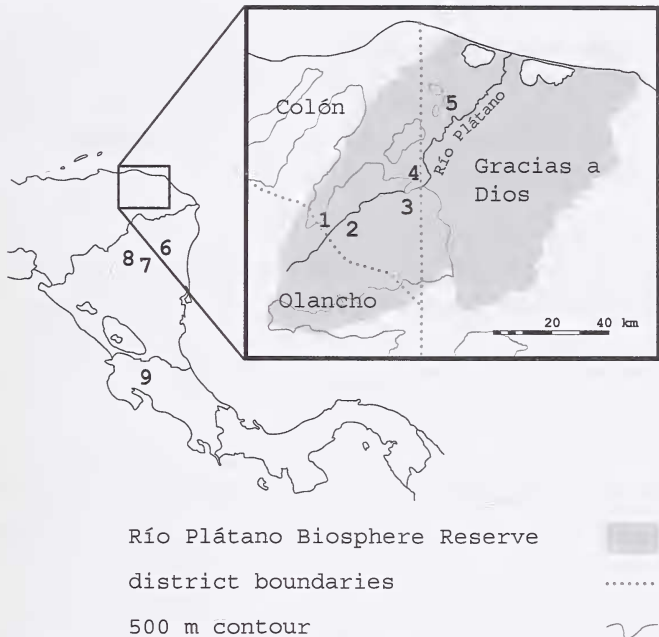 Colón
5
Río Plátano
Gracias a
Dios
4
3
1
2
Olancho
20 40 km
6
8
7
9
Río Plátano Biosphere Reserve
district boundaries
500 m contour